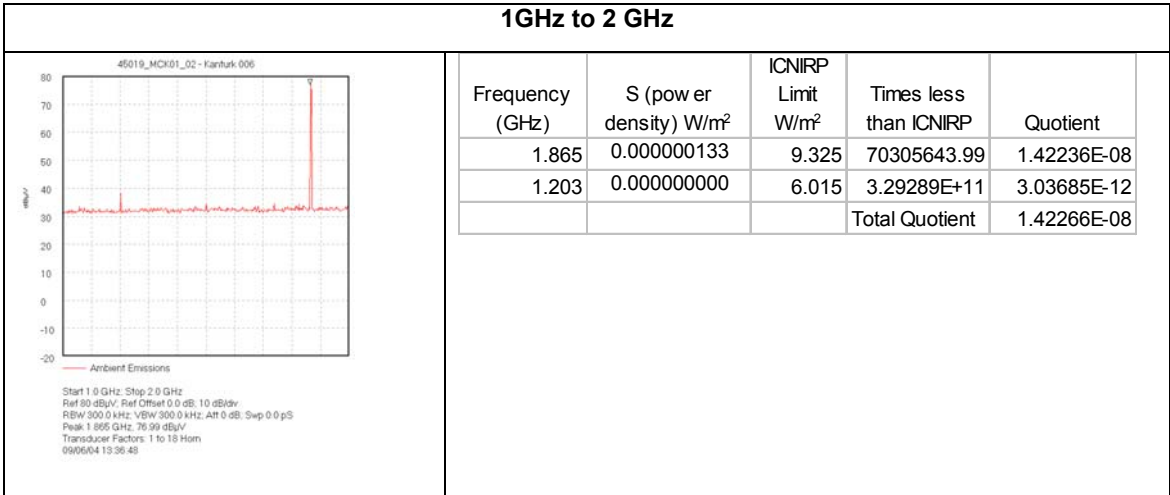 1GHz to 2 GHz
45019_MCK01_02 - Kanturk 006
80
70
60
50
40
30
20
10
0
-10
-20
dBµV
Ambient Emissions
Start 1.0 GHz; Stop 2.0 GHz
Ref 80 dBµV; Ref Offset 0.0 dB; 10 dB/div
RBW 300.0 kHz; VBW 300.0 kHz; Att 0 dB; Swp 0.0 pS
Peak 1.865 GHz, 76.99 dBµV
Transducer Factors: 1 to 18 Horn
09/06/04 13:36:48
Frequency (GHz) S (pow er density) W/m² ICNIRP Limit W/m² Times less than ICNIRP Quotient
1.865 0.000000133 9.325 70305643.99 1.42236E-08
1.203 0.000000000 6.015 3.29289E+11 3.03685E-12
Total Quotient 1.42266E-08